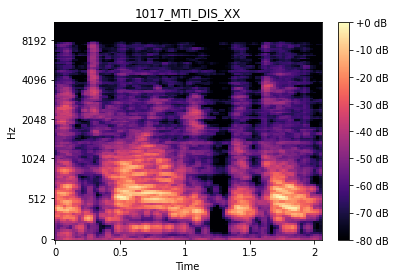 1017_MTI_DIS_XX
+0 dB
8192
-10 dB
4096
-20 dB
-30 dB
2048
Hz
-40 dB
1024
-50 dB
512
-60 dB
-70 dB
0
-80 dB
0 0.5 1 1.5 2
Time